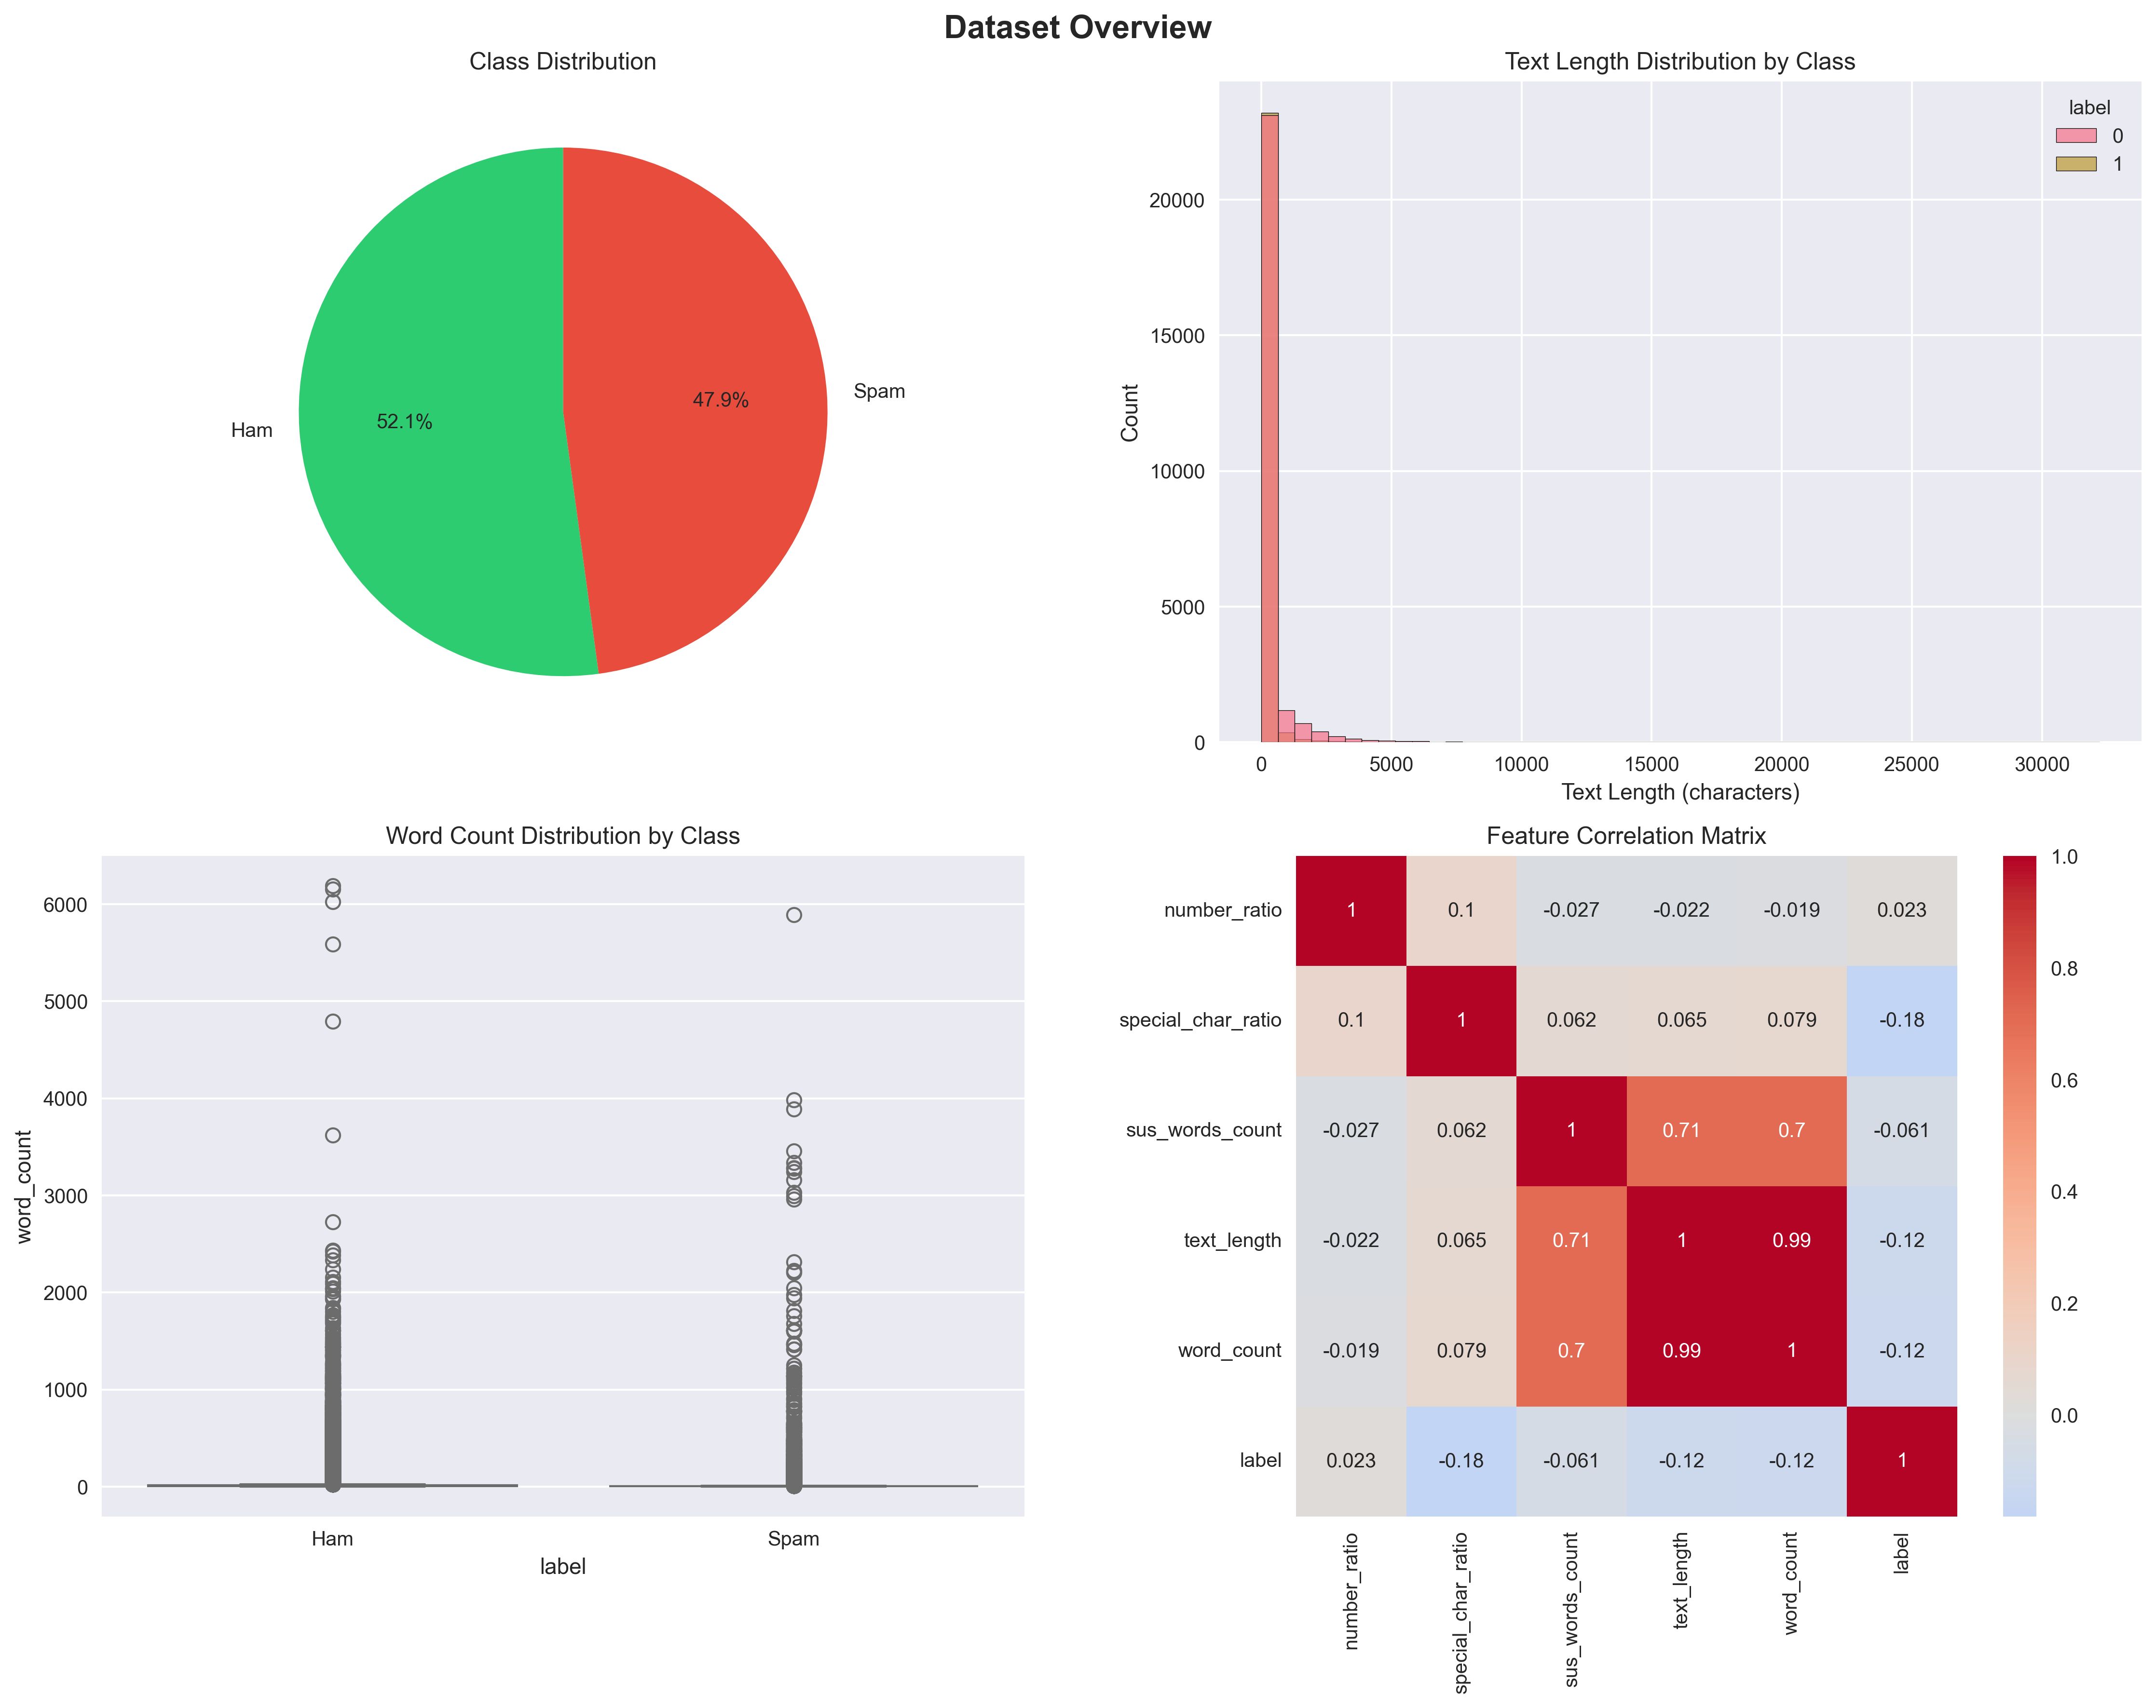 Dataset Overview
Class Distribution
Ham
52.1%
47.9%
Spam
Text Length Distribution by Class
label
0
1
Count
20000
15000
10000
5000
0
0 5000 10000 15000 20000 25000 30000
Text Length (characters)
Word Count Distribution by Class
word_count
6000
5000
4000
3000
2000
1000
0
Ham Spam
label
Feature Correlation Matrix
number_ratio 1 0.1 -0.027 -0.022 -0.019 0.023
special_char_ratio 0.1 1 0.062 0.065 0.079 -0.18
sus_words_count -0.027 0.062 1 0.71 0.7 -0.061
text_length -0.022 0.065 0.71 1 0.99 -0.12
word_count -0.019 0.079 0.7 0.99 1 -0.12
label 0.023 -0.18 -0.061 -0.12 -0.12 1
number_ratio special_char_ratio sus_words_count text_length word_count label
1.0
0.8
0.6
0.4
0.2
0.0